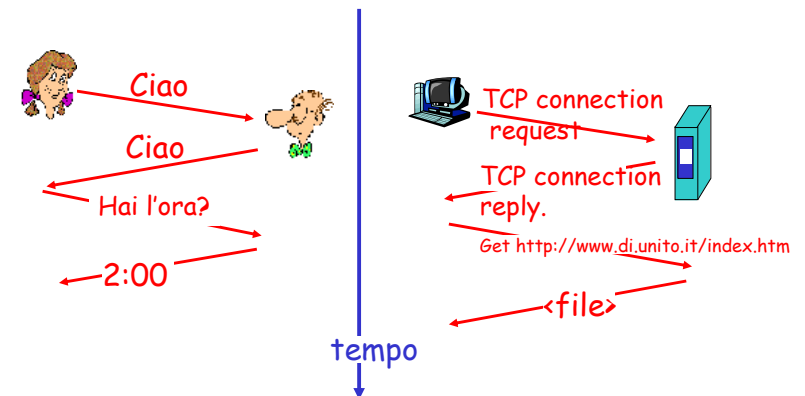 Ciao
Ciao
Hai l'ora?
2:00
TCP connection
request
TCP connection
reply.
Get http://www.di.unito.it/index.htm
<file>
tempo